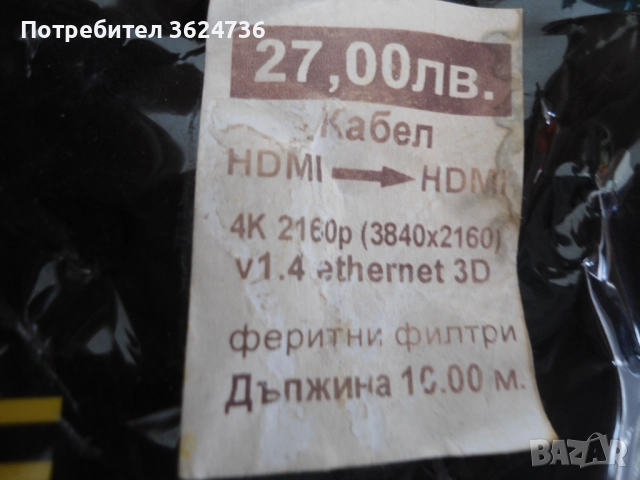 Потребител 3624736
27,00лв.
Кабел
HDMI → HDMI
4K 2160p (3840x2160)
v1.4 ethernet 3D
феритни филтри
Дължина 10.00 м.
BAZAR